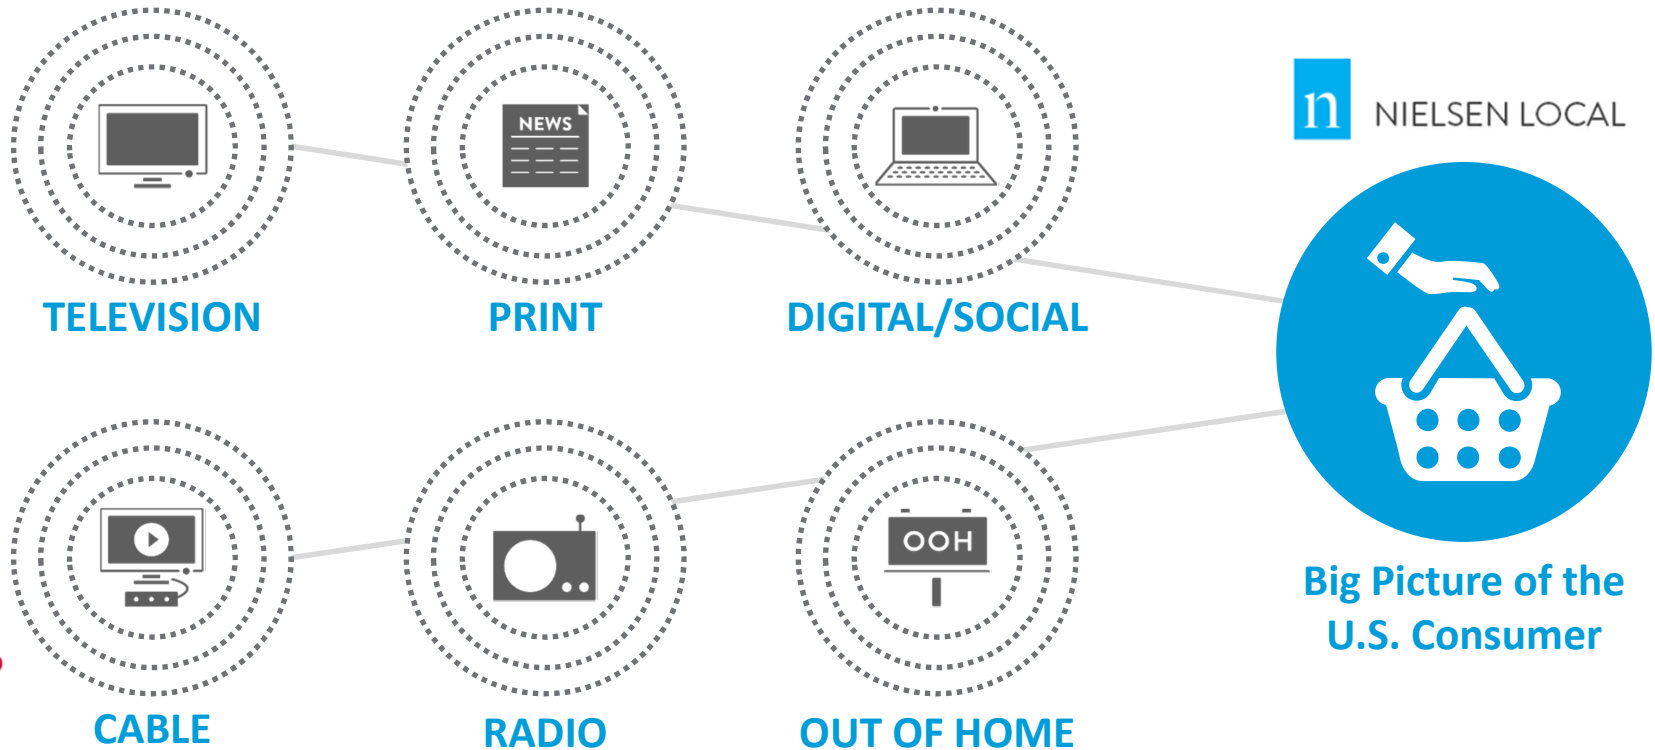 NEWS
n NIELSEN LOCAL
TELEVISION
PRINT
DIGITAL/SOCIAL
OOH
Big Picture of the
U.S. Consumer
CABLE
RADIO
OUT OF HOME